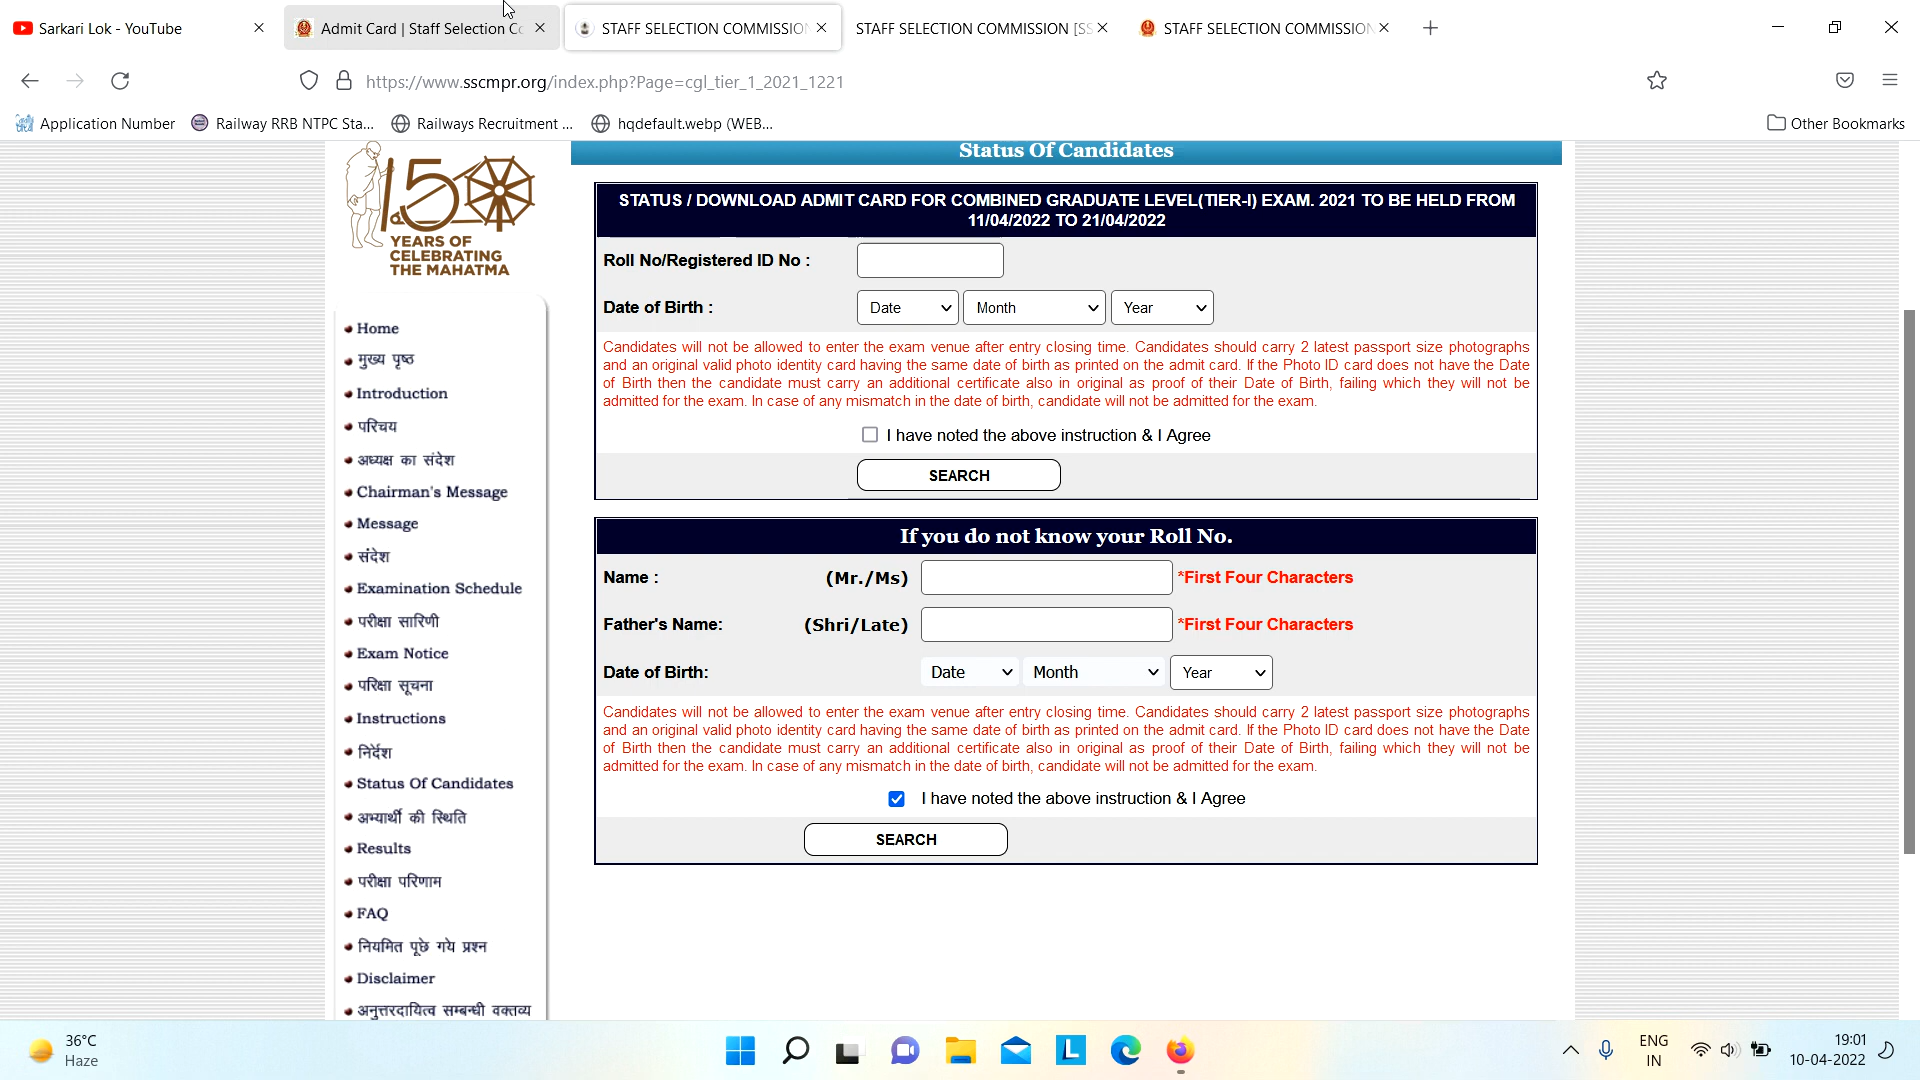 Sarkari Lok - YouTube
Admit Card | Staff Selection Co
STAFF SELECTION COMMISSION
STAFF SELECTION COMMISSION [SS
STAFF SELECTION COMMISSION
https://www.sscmpr.org/index.php?Page=cgl_tier_1_2021_1221
Application Number
Railway RRB NTPC Sta...
Railways Recruitment ...
hqdefault.webp (WEB...
Other Bookmarks
150
YEARS OF
CELEBRATING
THE MAHATMA
Home
मुख्य पृष्ठ
Introduction
परिचय
अध्यक्ष का संदेश
Chairman's Message
Message
संदेश
Examination Schedule
परीक्षा सारिणी
Exam Notice
परिक्षा सूचना
Instructions
निर्देश
Status Of Candidates
अभ्यार्थी की स्थिति
Results
परीक्षा परिणाम
FAQ
नियमित पूछे गये प्रश्न
Disclaimer
अनुत्तरदायित्व सम्बन्धी वक्तव्य
Status Of Candidates
STATUS / DOWNLOAD ADMIT CARD FOR COMBINED GRADUATE LEVEL(TIER-I) EXAM. 2021 TO BE HELD FROM
11/04/2022 TO 21/04/2022
Roll No/Registered ID No :
Date of Birth : Date Month Year
Candidates will not be allowed to enter the exam venue after entry closing time. Candidates should carry 2 latest passport size photographs
and an original valid photo identity card having the same date of birth as printed on the admit card. If the Photo ID card does not have the Date
of Birth then the candidate must carry an additional certificate also in original as proof of their Date of Birth, failing which they will not be
admitted for the exam. In case of any mismatch in the date of birth, candidate will not be admitted for the exam.
I have noted the above instruction & I Agree
SEARCH
If you do not know your Roll No.
Name : (Mr./Ms) *First Four Characters
Father's Name: (Shri/Late) *First Four Characters
Date of Birth: Date Month Year
Candidates will not be allowed to enter the exam venue after entry closing time. Candidates should carry 2 latest passport size photographs
and an original valid photo identity card having the same date of birth as printed on the admit card. If the Photo ID card does not have the Date
of Birth then the candidate must carry an additional certificate also in original as proof of their Date of Birth, failing which they will not be
admitted for the exam. In case of any mismatch in the date of birth, candidate will not be admitted for the exam.
I have noted the above instruction & I Agree
SEARCH
36°C
Haze
ENG
IN
19:01
10-04-2022